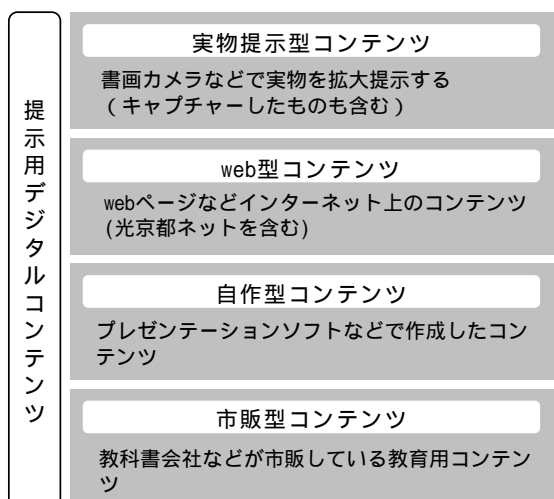 提示用デジタルコンテンツ
実物提示型コンテンツ
書画カメラなどで実物を拡大提示する
(キャプチャーしたものも含む)
web型コンテンツ
webページなどインターネット上のコンテンツ
(光京都ネットを含む)
自作型コンテンツ
プレゼンテーションソフトなどで作成したコン
テンツ
市販型コンテンツ
教科書会社などが市販している教育用コンテン
ツ